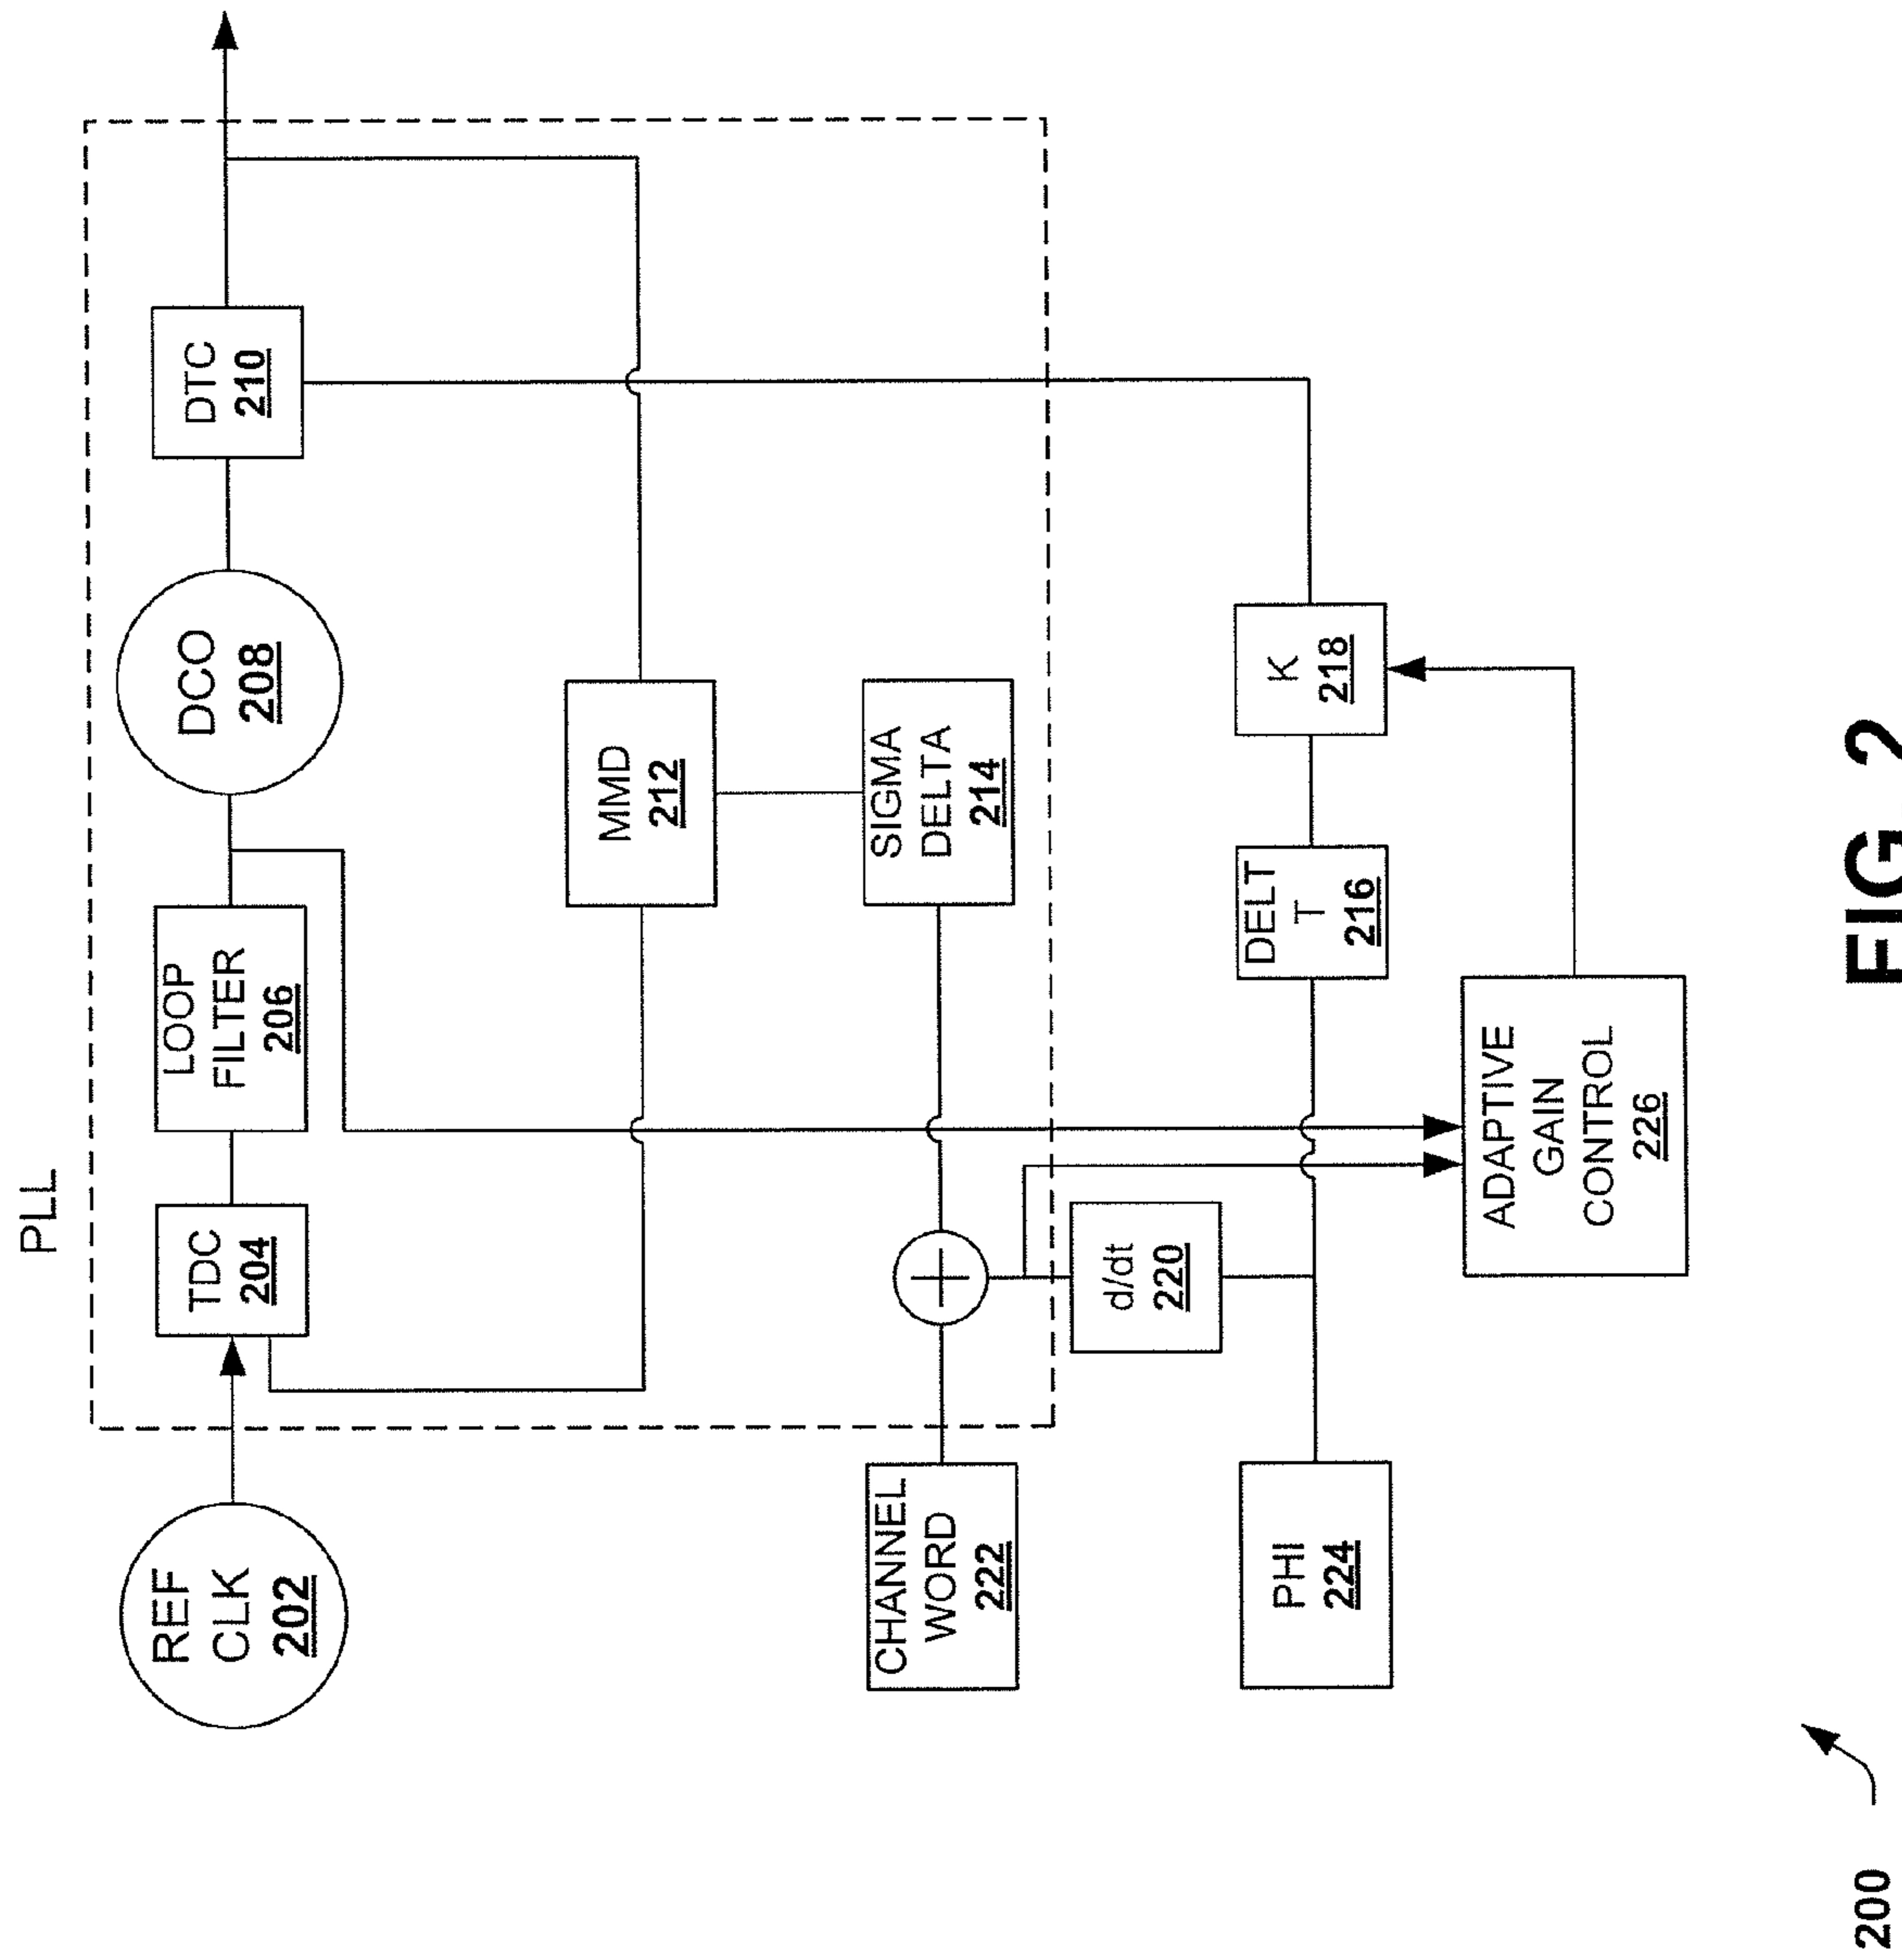 PLL
REF
CLK
202
TDC
204
LOOP
FILTER
206
DCO
208
DTC
210
MMD
212
CHANNEL
WORD
222
SIGMA
DELTA
214
d/dt
220
PHI
224
DELT
T
216
K
218
ADAPTIVE
GAIN
CONTROL
226
200
FIG 2